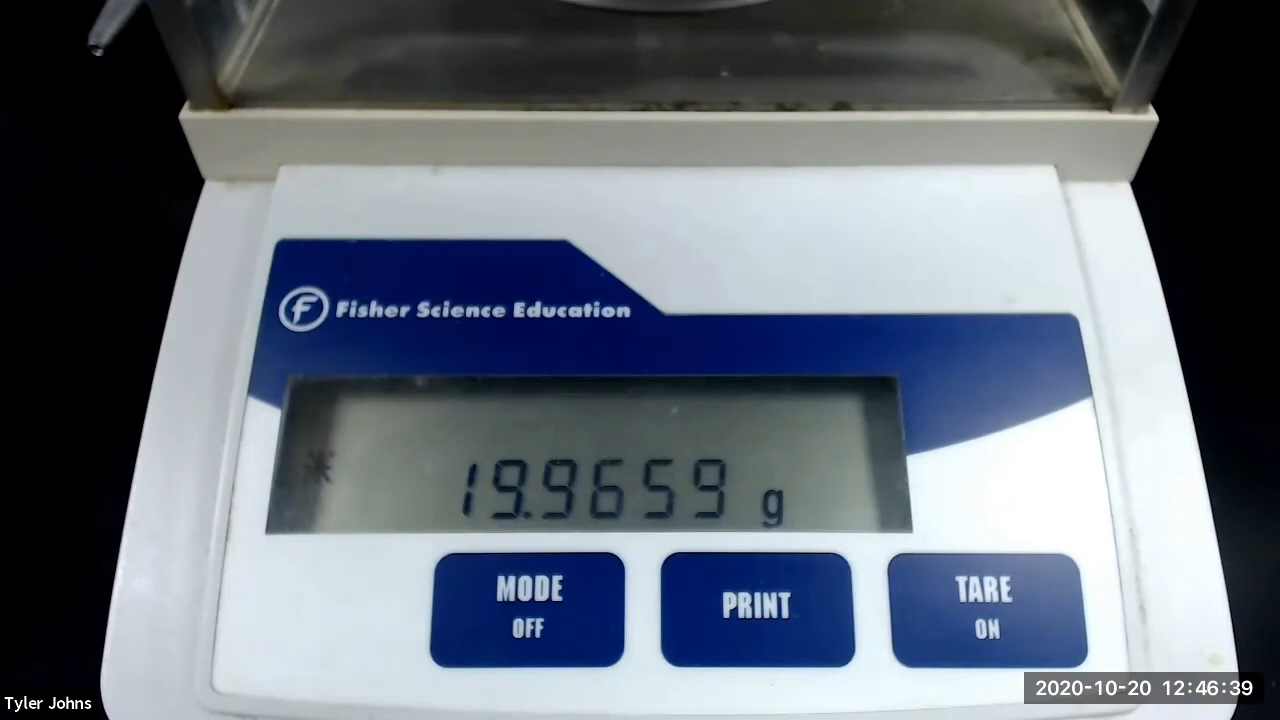 F Fisher Science Education
* 19.9659 g
MODE
OFF
PRINT
TARE
ON
Tyler Johns
2020-10-20 12:46:39